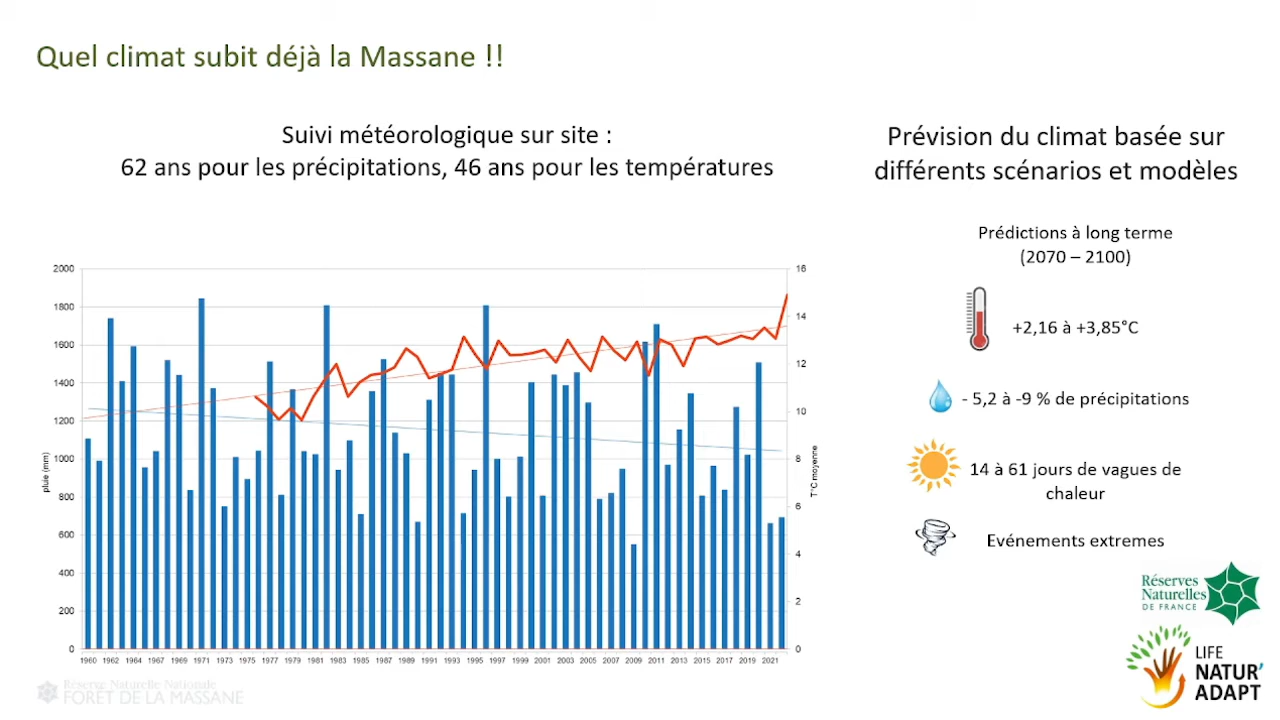 Quel climat subit déjà la Massane !!
Suivi météorologique sur site :
62 ans pour les précipitations, 46 ans pour les températures
Prévision du climat basée sur
différents scénarios et modèles
Prédictions à long terme
(2070 – 2100)
+2,16 à +3,85°C
- 5,2 à -9 % de précipitations
14 à 61 jours de vagues de
chaleur
Evénements extremes
2000
1800
1600
1400
1200
1000
800
600
400
200
0
pluie (mm)
16
14
12
10
8
6
4
2
0
T°C moyenne
1960 1962 1964 1967 1969 1971 1973 1975 1977 1979 1981 1983 1985 1987 1989 1991 1993 1995 1997 1999 2001 2003 2005 2007 2009 2011 2013 2015 2017 2019 2021
Réserve Naturelle Nationale
FORÊT DE LA MASSANE
Réserves
Naturelles
DE FRANCE
LIFE
NATUR'
ADAPT